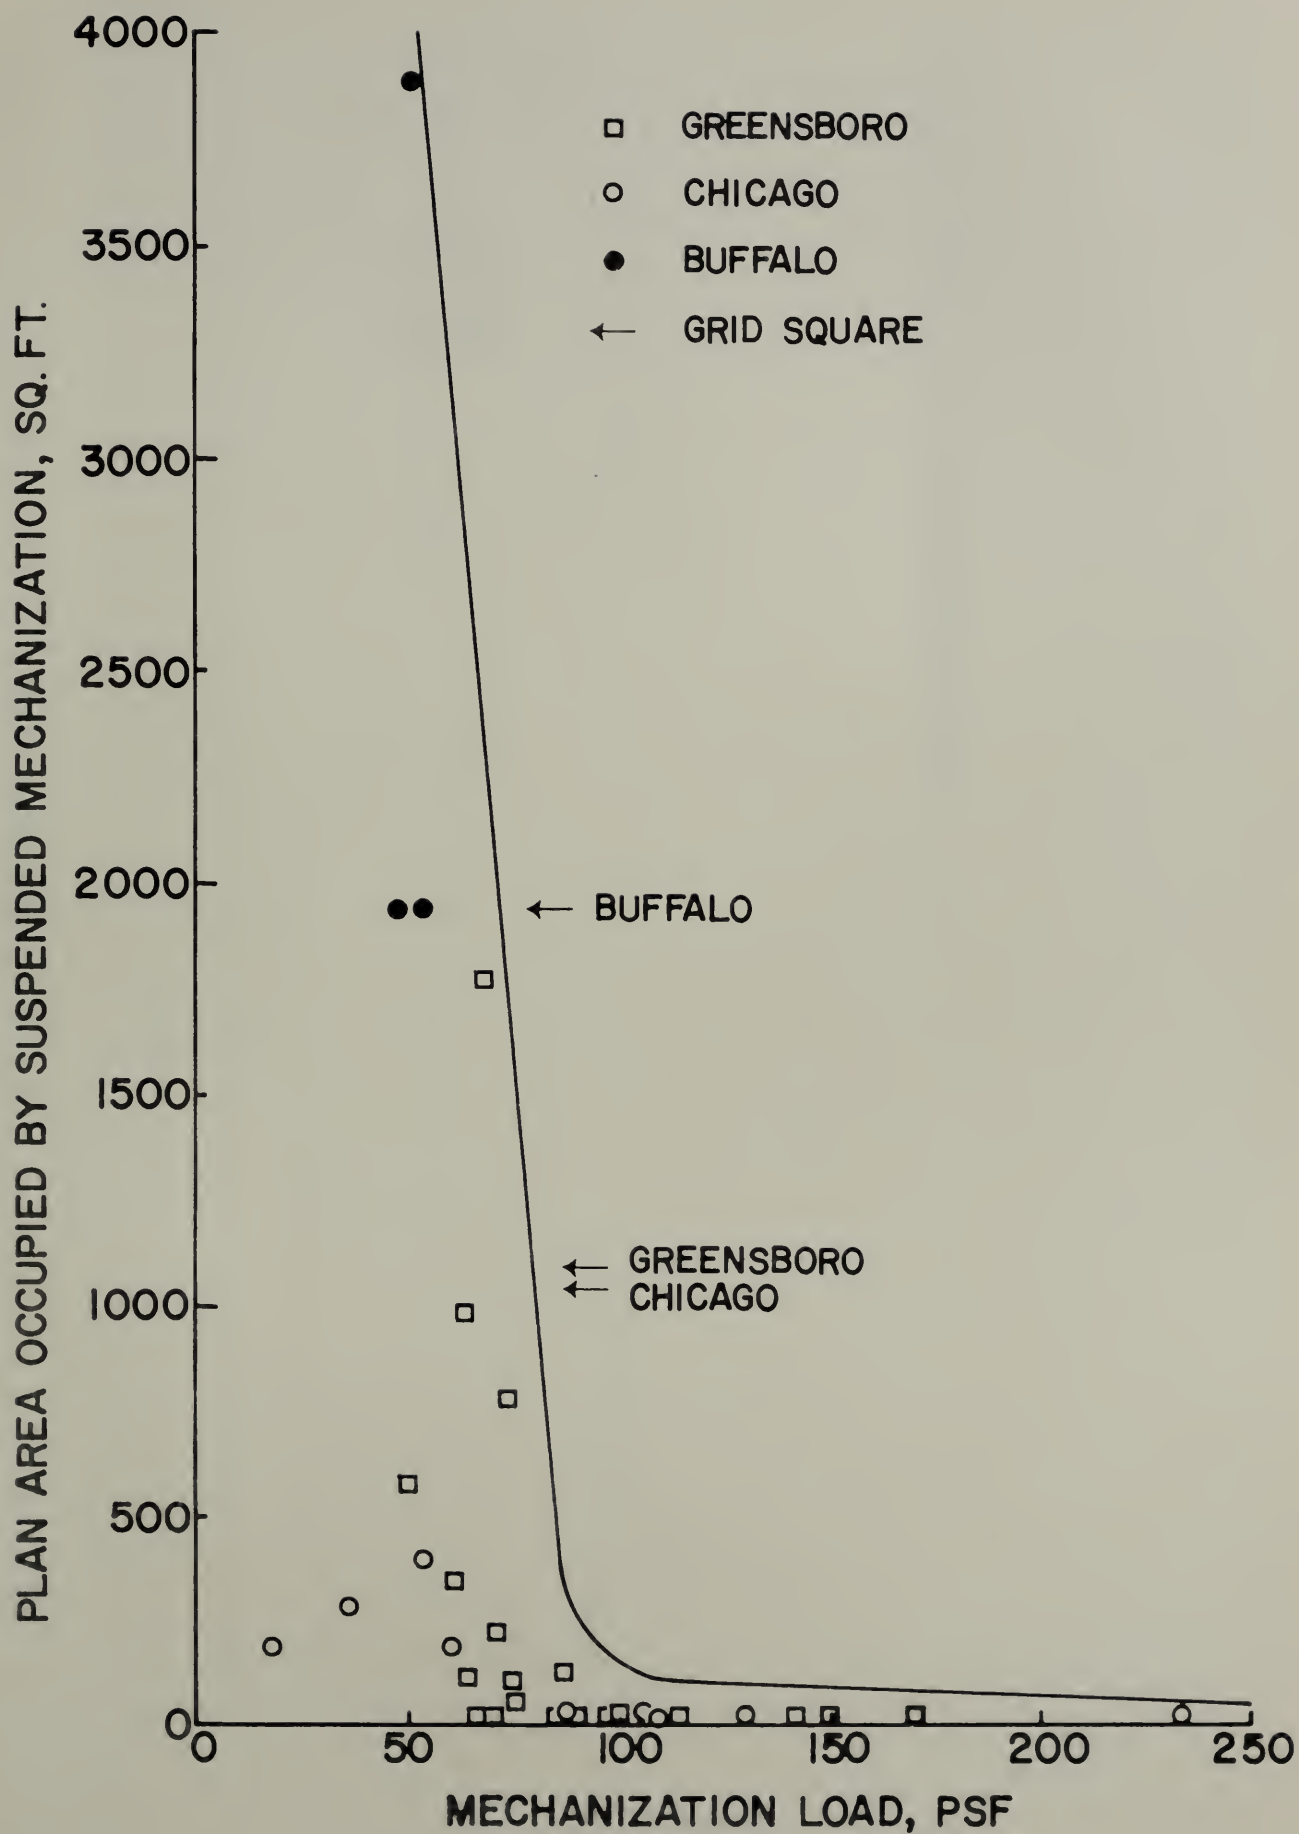 4000
3500
3000
2500
2000
1500
1000
500
0
PLAN AREA OCCUPIED BY SUSPENDED MECHANIZATION, SQ. FT.
GREENSBORO
CHICAGO
BUFFALO
GRID SQUARE
BUFFALO
GREENSBORO
CHICAGO
0 50 100 150 200 250
MECHANIZATION LOAD, PSF